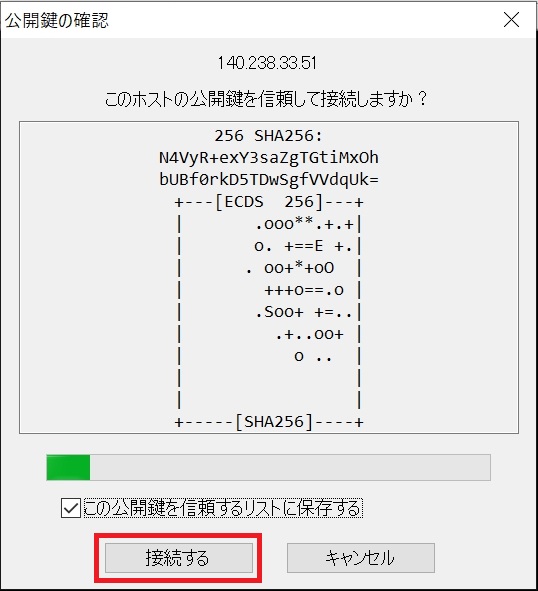 公開鍵の確認
140.238.33.51
このホストの公開鍵を信頼して接続しますか？
256 SHA256:
N4VyR+exY3saZgTGtiMxOh
bUBf0rkD5TDwSgfVVdqUk=
+---[ECDS  256]---+
|       .ooo**.+.+|
|       o. +==E +.|
|      . oo+*+oO  |
|        +++o==.o |
|       .Soo+ +=..|
|         .+..oo+ |
|           o ..  |
|                 |
|                 |
+-----[SHA256]----+
この公開鍵を信頼するリストに保存する
接続する
キャンセル